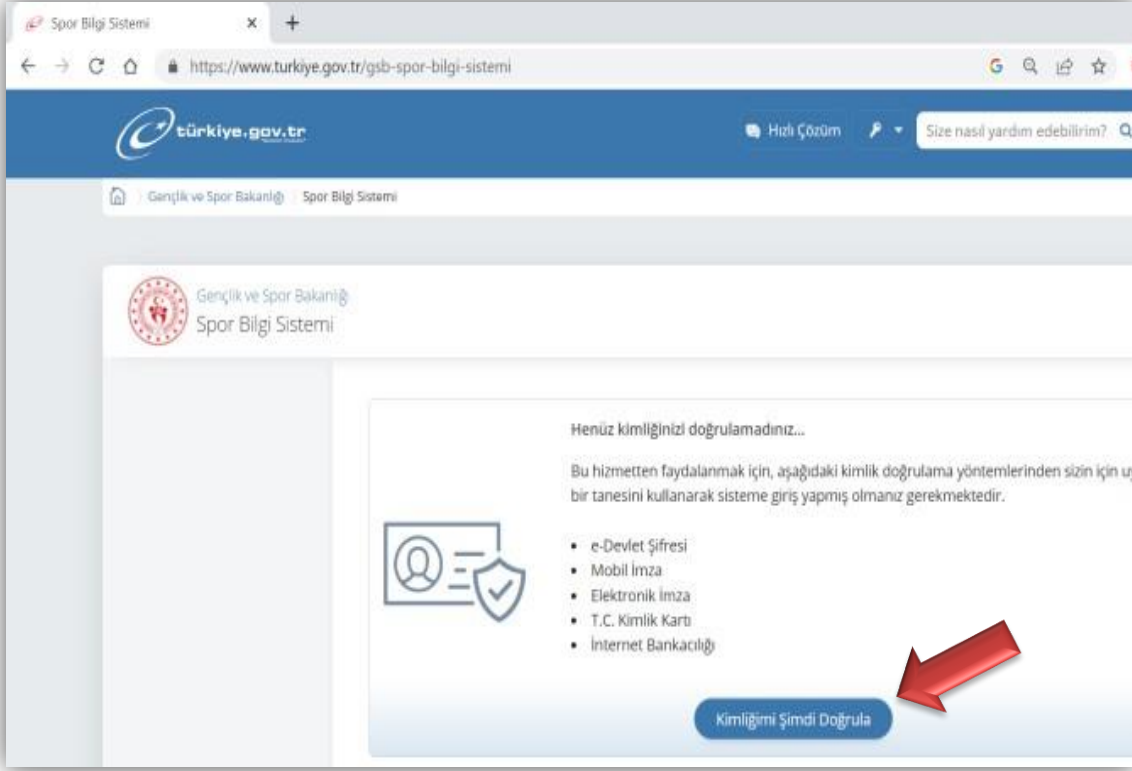 Spor Bilgi Sistemi
https://www.turkiye.gov.tr/gsb-spor-bilgi-sistemi
türkiye.gov.tr
Hızlı Çözüm
Size nasıl yardım edebilirim?
Gençlik ve Spor Bakanlığı
Spor Bilgi Sistemi
Gençlik ve Spor Bakanlığı
Spor Bilgi Sistemi
Henüz kimliğinizi doğrulamadınız...
Bu hizmetten faydalanmak için, aşağıdaki kimlik doğrulama yöntemlerinden sizin için
bir tanesini kullanarak sisteme giriş yapmış olmanız gerekmektedir.
• e-Devlet Şifresi
• Mobil İmza
• Elektronik İmza
• T.C. Kimlik Kartı
• İnternet Bankacılığı
Kimliğimi Şimdi Doğrula